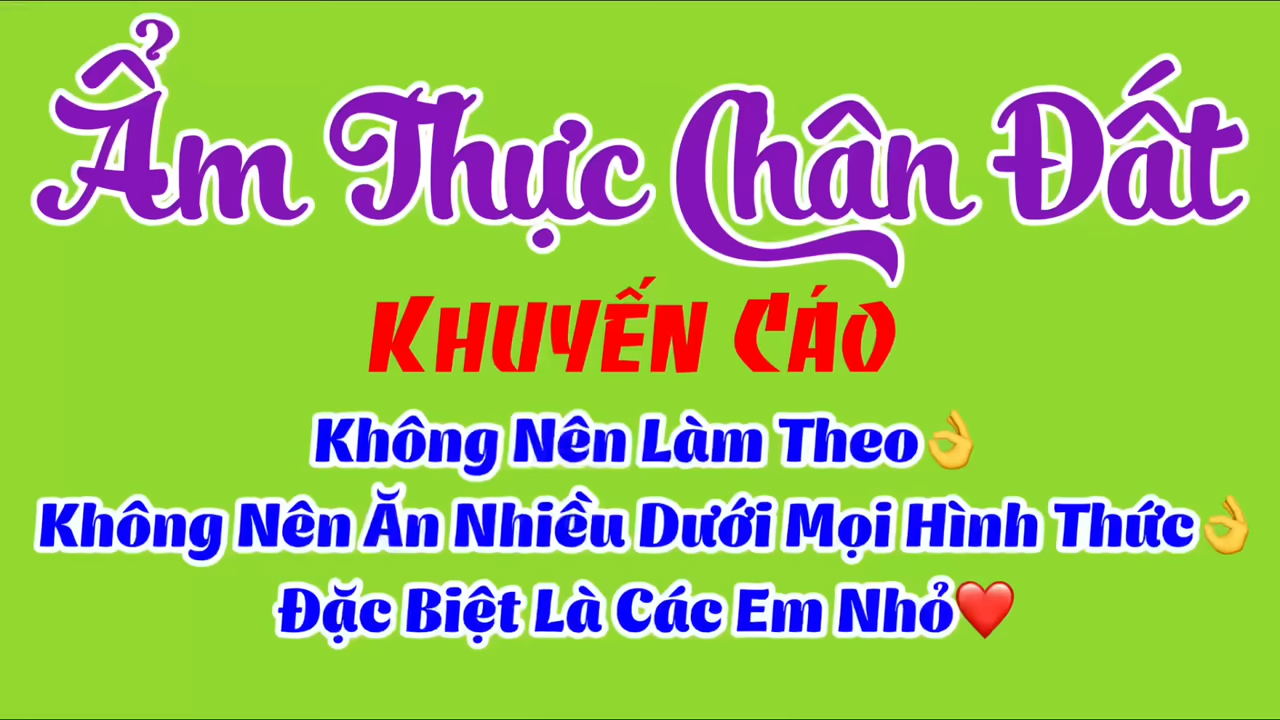 Ẩm Thực Chân Đất
Khuyến Cáo
Không Nên Làm Theo👌
Không Nên Ăn Nhiều Dưới Mọi Hình Thức👌
Đặc Biệt Là Các Em Nhỏ❤️